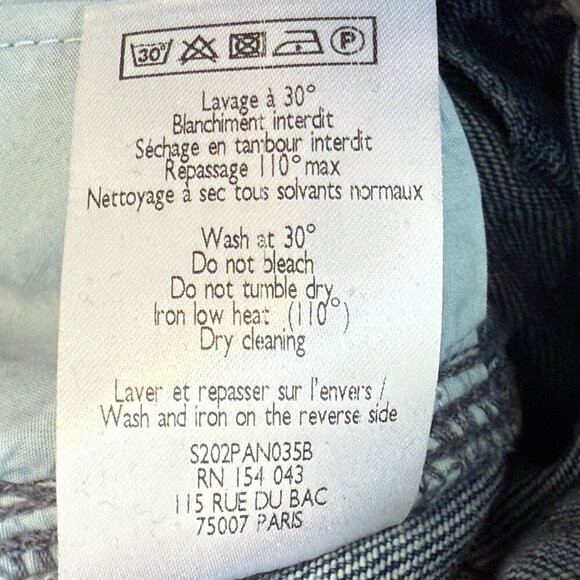 30°
P
Lavage à 30°
Blanchiment interdit
Séchage en tambour interdit
Repassage 110° max
Nettoyage à sec tous solvants normaux
Wash at 30°
Do not bleach
Do not tumble dry
Iron low heat (110°)
Dry cleaning
Laver et repasser sur l'envers /
Wash and iron on the reverse side
S202PAN035B
RN 154 043
115 RUE DU BAC
75007 PARIS